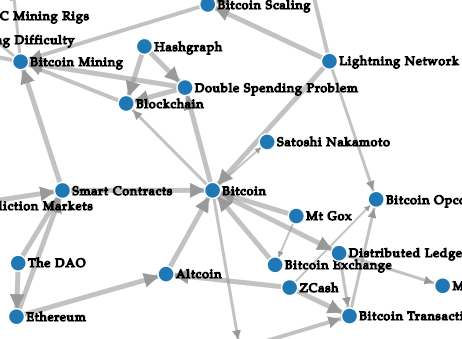 Bitcoin Scaling
C Mining Rigs
ng Difficulty
Hashgraph
Bitcoin Mining
Lightning Network
Double Spending Problem
Blockchain
Satoshi Nakamoto
Smart Contracts
Bitcoin
Bitcoin Opco
liction Markets
Mt Gox
Distributed Ledge
The DAO
Bitcoin Exchange
Altcoin
ZCash
M
Ethereum
Bitcoin Transacti